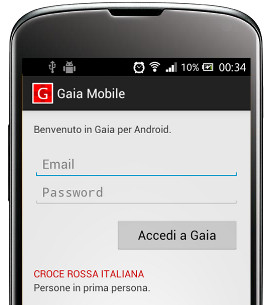 10% 00:34
G Gaia Mobile
Benvenuto in Gaia per Android.
Email
Password
Accedi a Gaia
CROCE ROSSA ITALIANA
Persone in prima persona.